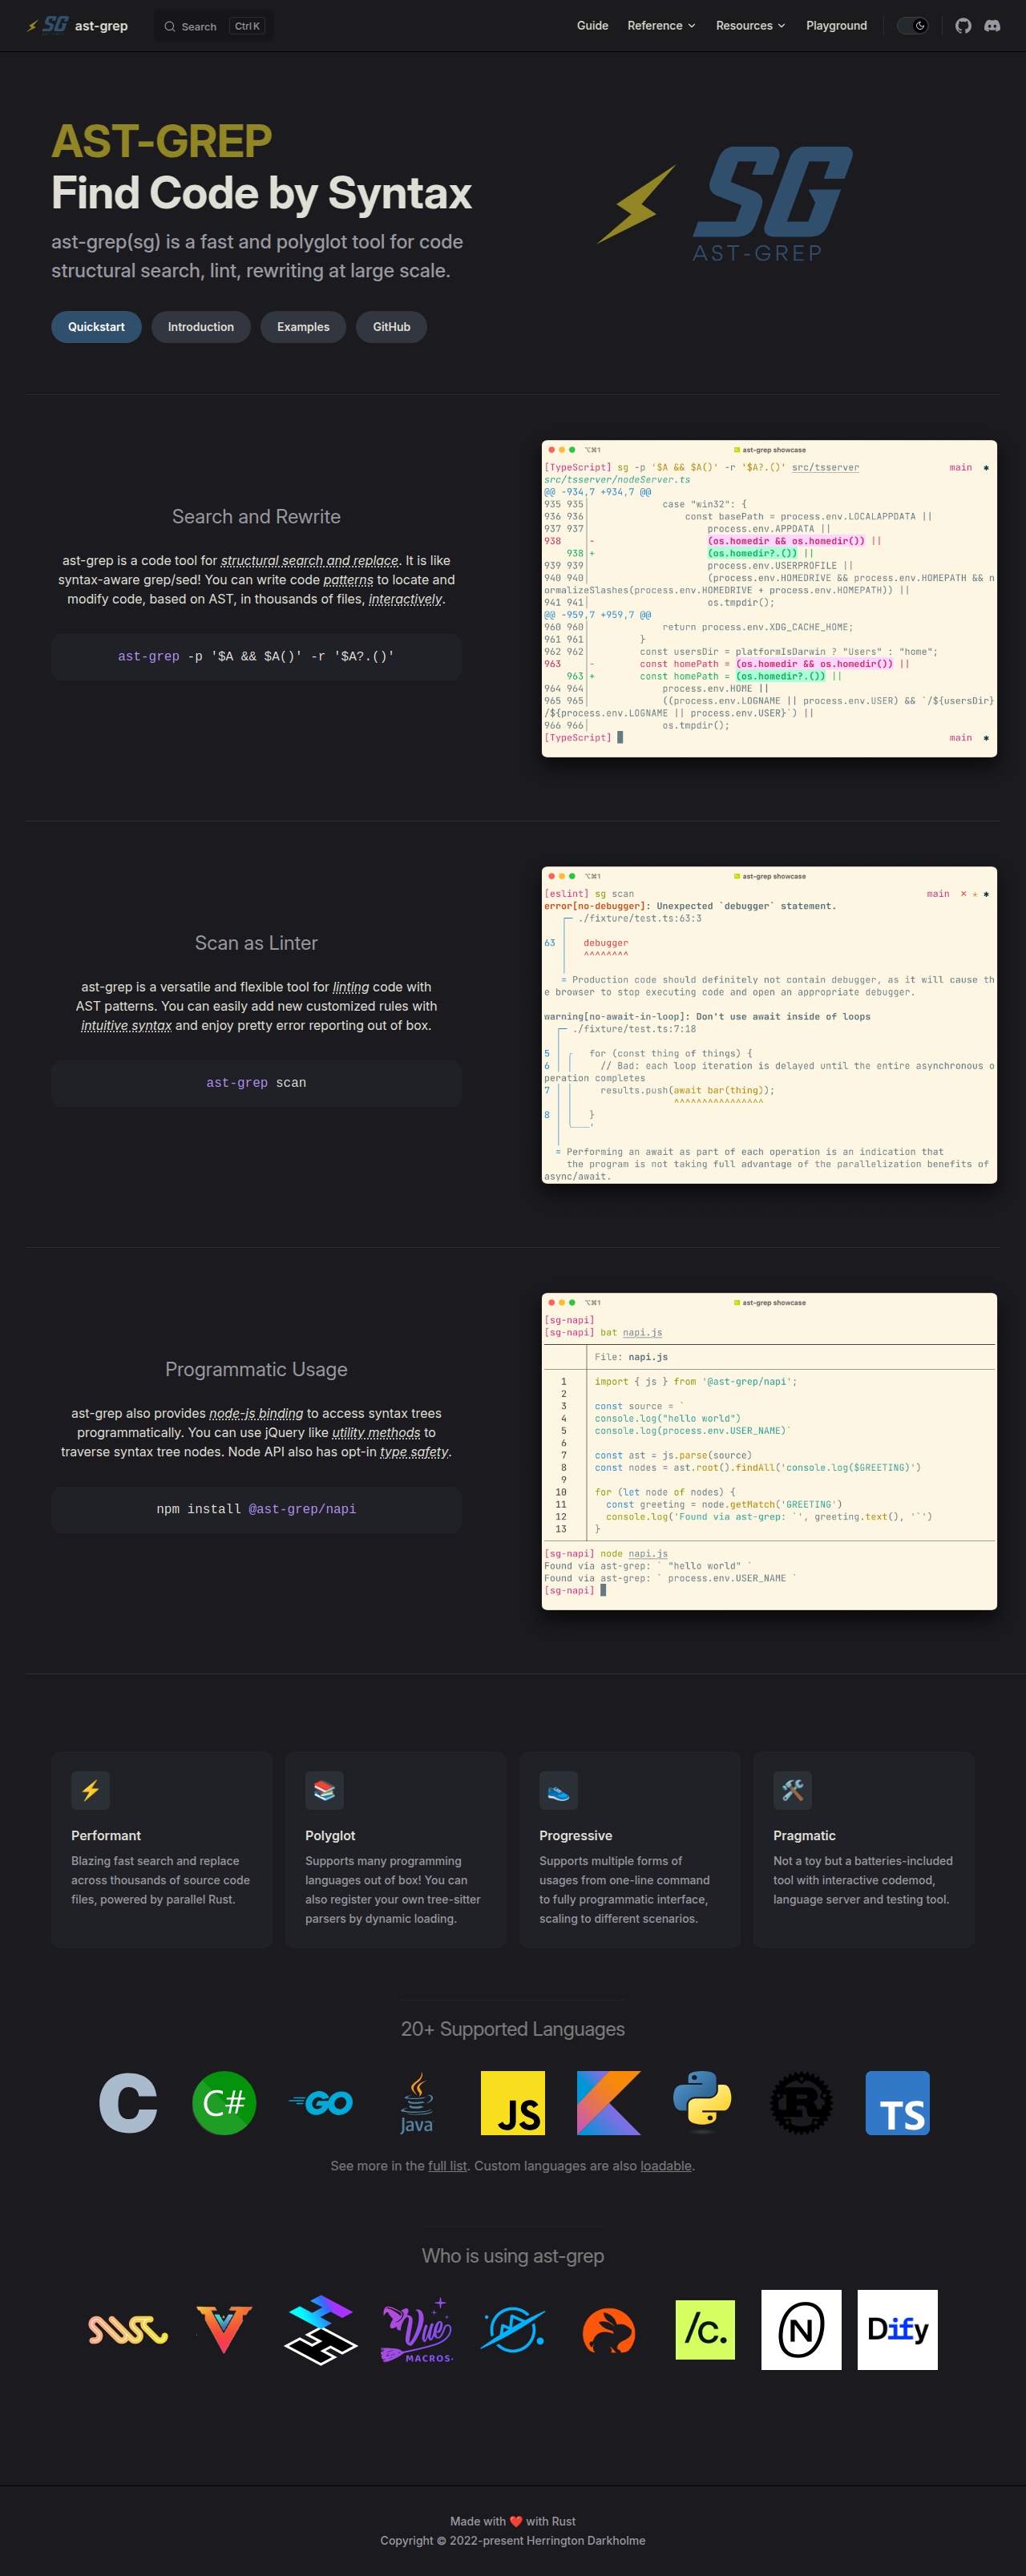 SG ast-grep Search Ctrl K Guide Reference Resources Playground
AST-GREP
Find Code by Syntax
ast-grep(sg) is a fast and polyglot tool for code
structural search, lint, rewriting at large scale.
Quickstart Introduction Examples GitHub
SG
AST-GREP
Search and Rewrite
ast-grep is a code tool for structural search and replace. It is like
syntax-aware grep/sed! You can write code patterns to locate and
modify code, based on AST, in thousands of files, interactively.
ast-grep -p '$A && $A()' -r '$A?.()'
⌥⌘1 ast-grep showcase
[TypeScript] sg -p '$A && $A()' -r '$A?.()' src/tsserver main ✱
src/tsserver/nodeServer.ts
@@ -934,7 +934,7 @@
935 935 case "win32": {
936 936 const basePath = process.env.LOCALAPPDATA ||
937 937 process.env.APPDATA ||
938 - (os.homedir && os.homedir()) ||
938 + (os.homedir?.()) ||
939 939 process.env.USERPROFILE ||
940 940 (process.env.HOMEDRIVE && process.env.HOMEPATH && n
ormalizeSlashes(process.env.HOMEDRIVE + process.env.HOMEPATH)) ||
941 941 os.tmpdir();
@@ -959,7 +959,7 @@
960 960 return process.env.XDG_CACHE_HOME;
961 961 }
962 962 const usersDir = platformIsDarwin ? "Users" : "home";
963 - const homePath = (os.homedir && os.homedir()) ||
963 + const homePath = (os.homedir?.()) ||
964 964 process.env.HOME ||
965 965 ((process.env.LOGNAME || process.env.USER) && `/${usersDir}
/${process.env.LOGNAME || process.env.USER}`) ||
966 966 os.tmpdir();
[TypeScript] main ✱
Scan as Linter
ast-grep is a versatile and flexible tool for linting code with
AST patterns. You can easily add new customized rules with
intuitive syntax and enjoy pretty error reporting out of box.
ast-grep scan
⌥⌘1 ast-grep showcase
[eslint] sg scan main ✕ ★ ✱
error[no-debugger]: Unexpected `debugger` statement.
./fixture/test.ts:63:3
63 debugger
^^^^^^^^
= Production code should definitely not contain debugger, as it will cause th
e browser to stop executing code and open an appropriate debugger.
warning[no-await-in-loop]: Don't use await inside of loops
./fixture/test.ts:7:18
5 for (const thing of things) {
6 // Bad: each loop iteration is delayed until the entire asynchronous o
peration completes
7 results.push(await bar(thing));
^^^^^^^^^^^^^^^^
8 }
= Performing an await as part of each operation is an indication that
the program is not taking full advantage of the parallelization benefits of
async/await.
Programmatic Usage
ast-grep also provides node-js binding to access syntax trees
programmatically. You can use jQuery like utility methods to
traverse syntax tree nodes. Node API also has opt-in type safety.
npm install @ast-grep/napi
⌥⌘1 ast-grep showcase
[sg-napi]
[sg-napi] bat napi.js
File: napi.js
1 import { js } from '@ast-grep/napi';
2
3 const source = `
4 console.log("hello world")
5 console.log(process.env.USER_NAME)`
6
7 const ast = js.parse(source)
8 const nodes = ast.root().findAll('console.log($GREETING)')
9
10 for (let node of nodes) {
11 const greeting = node.getMatch('GREETING')
12 console.log('Found via ast-grep: `', greeting.text(), '`')
13 }
[sg-napi] node napi.js
Found via ast-grep: ` "hello world" `
Found via ast-grep: ` process.env.USER_NAME `
[sg-napi]
Performant
Blazing fast search and replace
across thousands of source code
files, powered by parallel Rust.
Polyglot
Supports many programming
languages out of box! You can
also register your own tree-sitter
parsers by dynamic loading.
Progressive
Supports multiple forms of
usages from one-line command
to fully programmatic interface,
scaling to different scenarios.
Pragmatic
Not a toy but a batteries-included
tool with interactive codemod,
language server and testing tool.
20+ Supported Languages
C C# GO Java JS R TS
See more in the full list. Custom languages are also loadable.
Who is using ast-grep
Vue MACROS /c. N Dify
Made with ❤️ with Rust
Copyright © 2022-present Herrington Darkholme